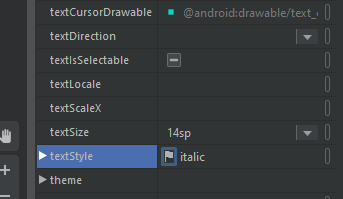 textCursorDrawable @android:drawable/text_
textDirection
textIsSelectable
textLocale
textScaleX
textSize 14sp
textStyle italic
theme